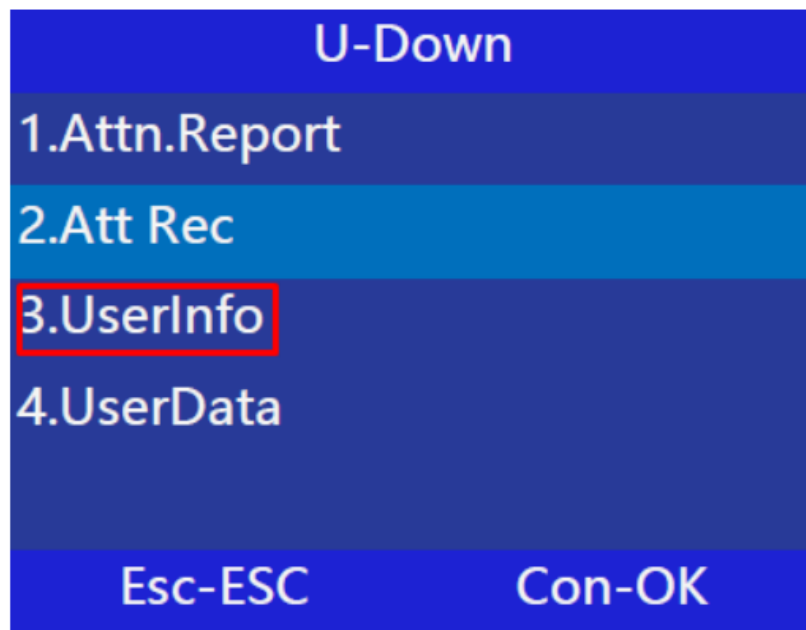 U-Down
1.Attn.Report
2.Att Rec
3.UserInfo
4.UserData
Esc-ESC Con-OK